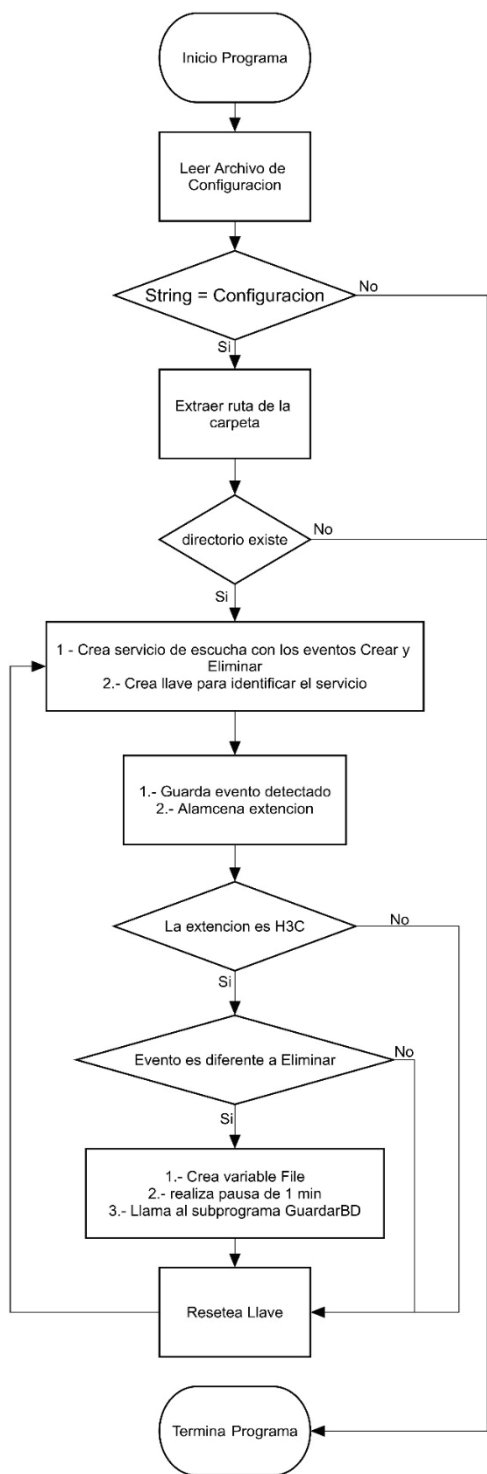 Inicio Programa
Leer Archivo de
Configuracion
String = Configuracion
No
Si
Extraer ruta de la
carpeta
directorio existe
No
Si
1 - Crea servicio de escucha con los eventos Crear y
Eliminar
2.- Crea llave para identificar el servicio
1.- Guarda evento detectado
2.- Alamcena extencion
La extencion es H3C
No
Si
Evento es diferente a Eliminar
No
Si
1.- Crea variable File
2.- realiza pausa de 1 min
3.- Llama al subprograma GuardarBD
Resetea Llave
Termina Programa